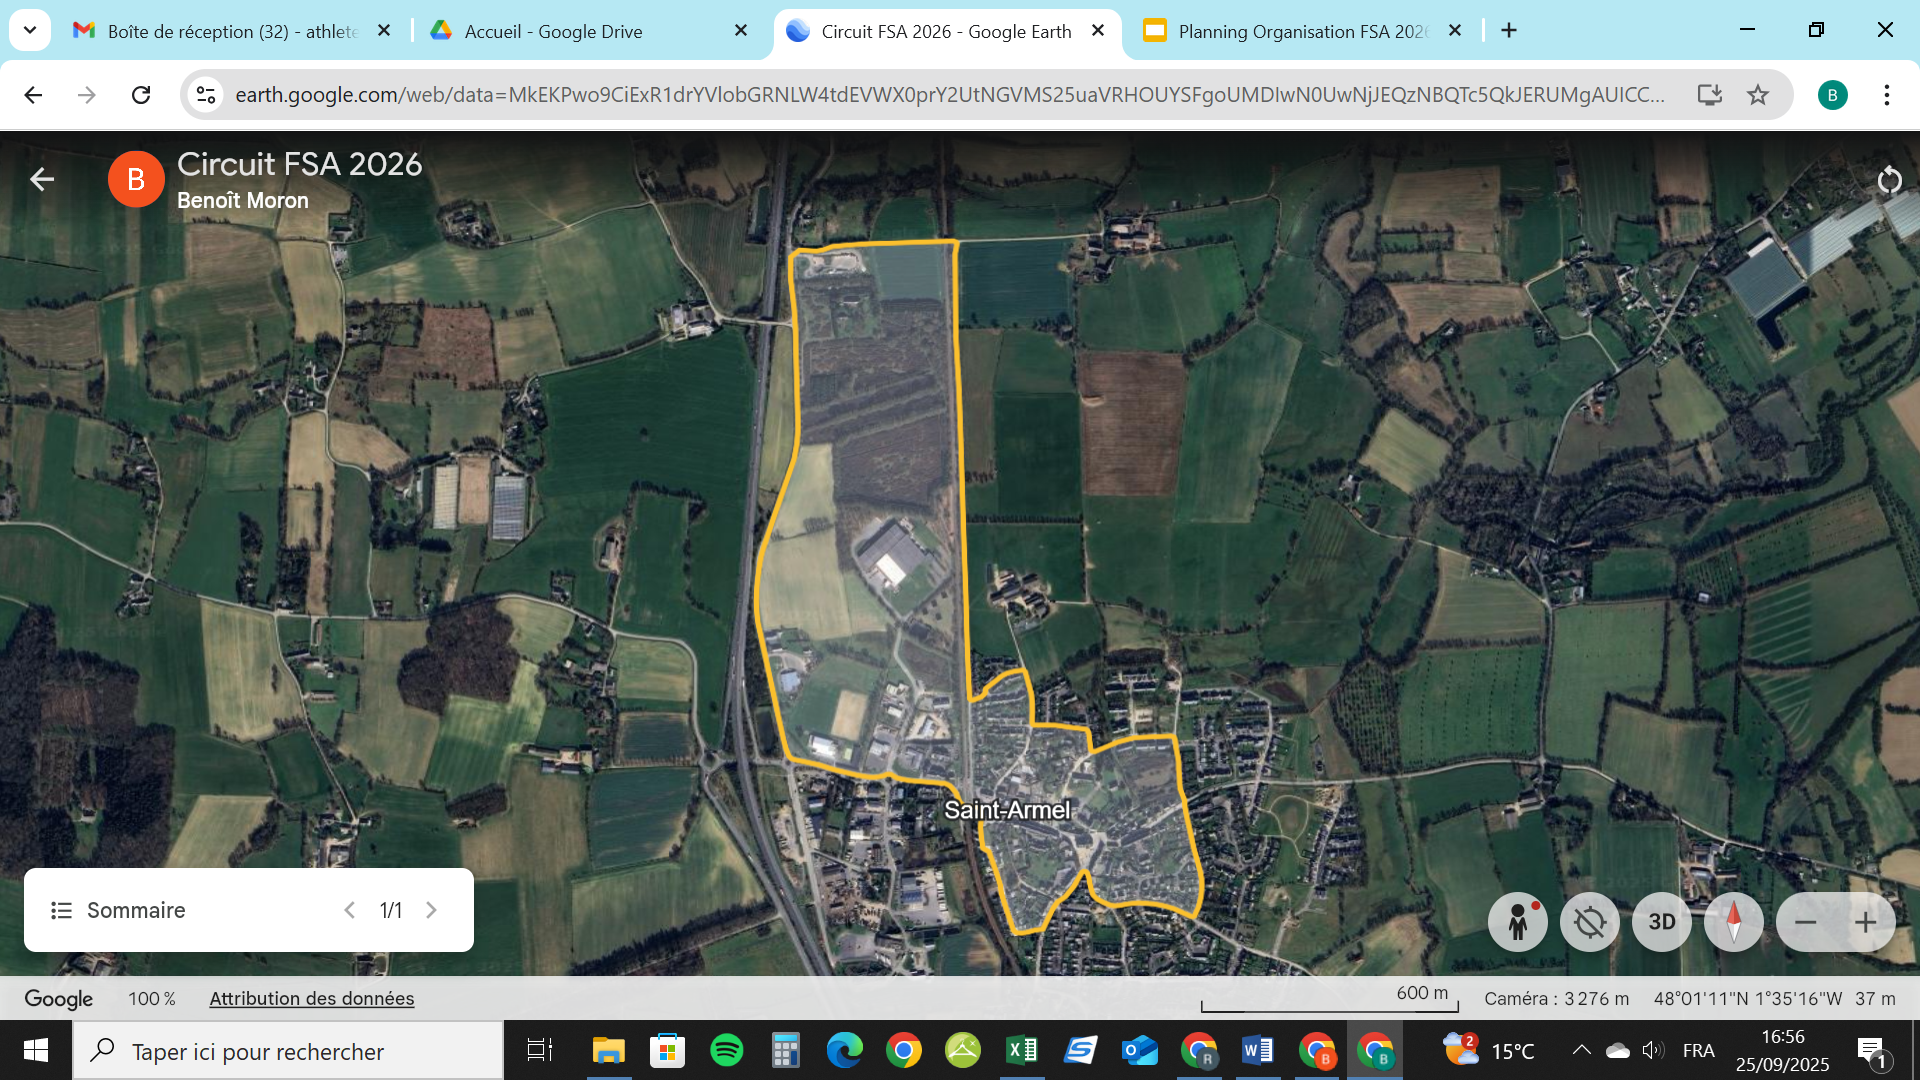 Boîte de réception (32) - athlete
Accueil - Google Drive
Circuit FSA 2026 - Google Earth
Planning Organisation FSA 2026
earth.google.com/web/data=MkEKPwo9CiExR1drYVlobGRNLW4tdEVWX0prY2UtNGVMS25uaVRHOUYSFgoUMDIwN0UwNjJEQzNBQTc5QkJERUMgAUICC...
B
B
Circuit FSA 2026
Benoît Moron
Saint-Armel
Sommaire
1/1
3D
Google
100 %
Attribution des données
600 m
Caméra : 3 276 m
48°01'11"N 1°35'16"W
37 m
Taper ici pour rechercher
R
B
B
2
15°C
FRA
16:56
25/09/2025
1